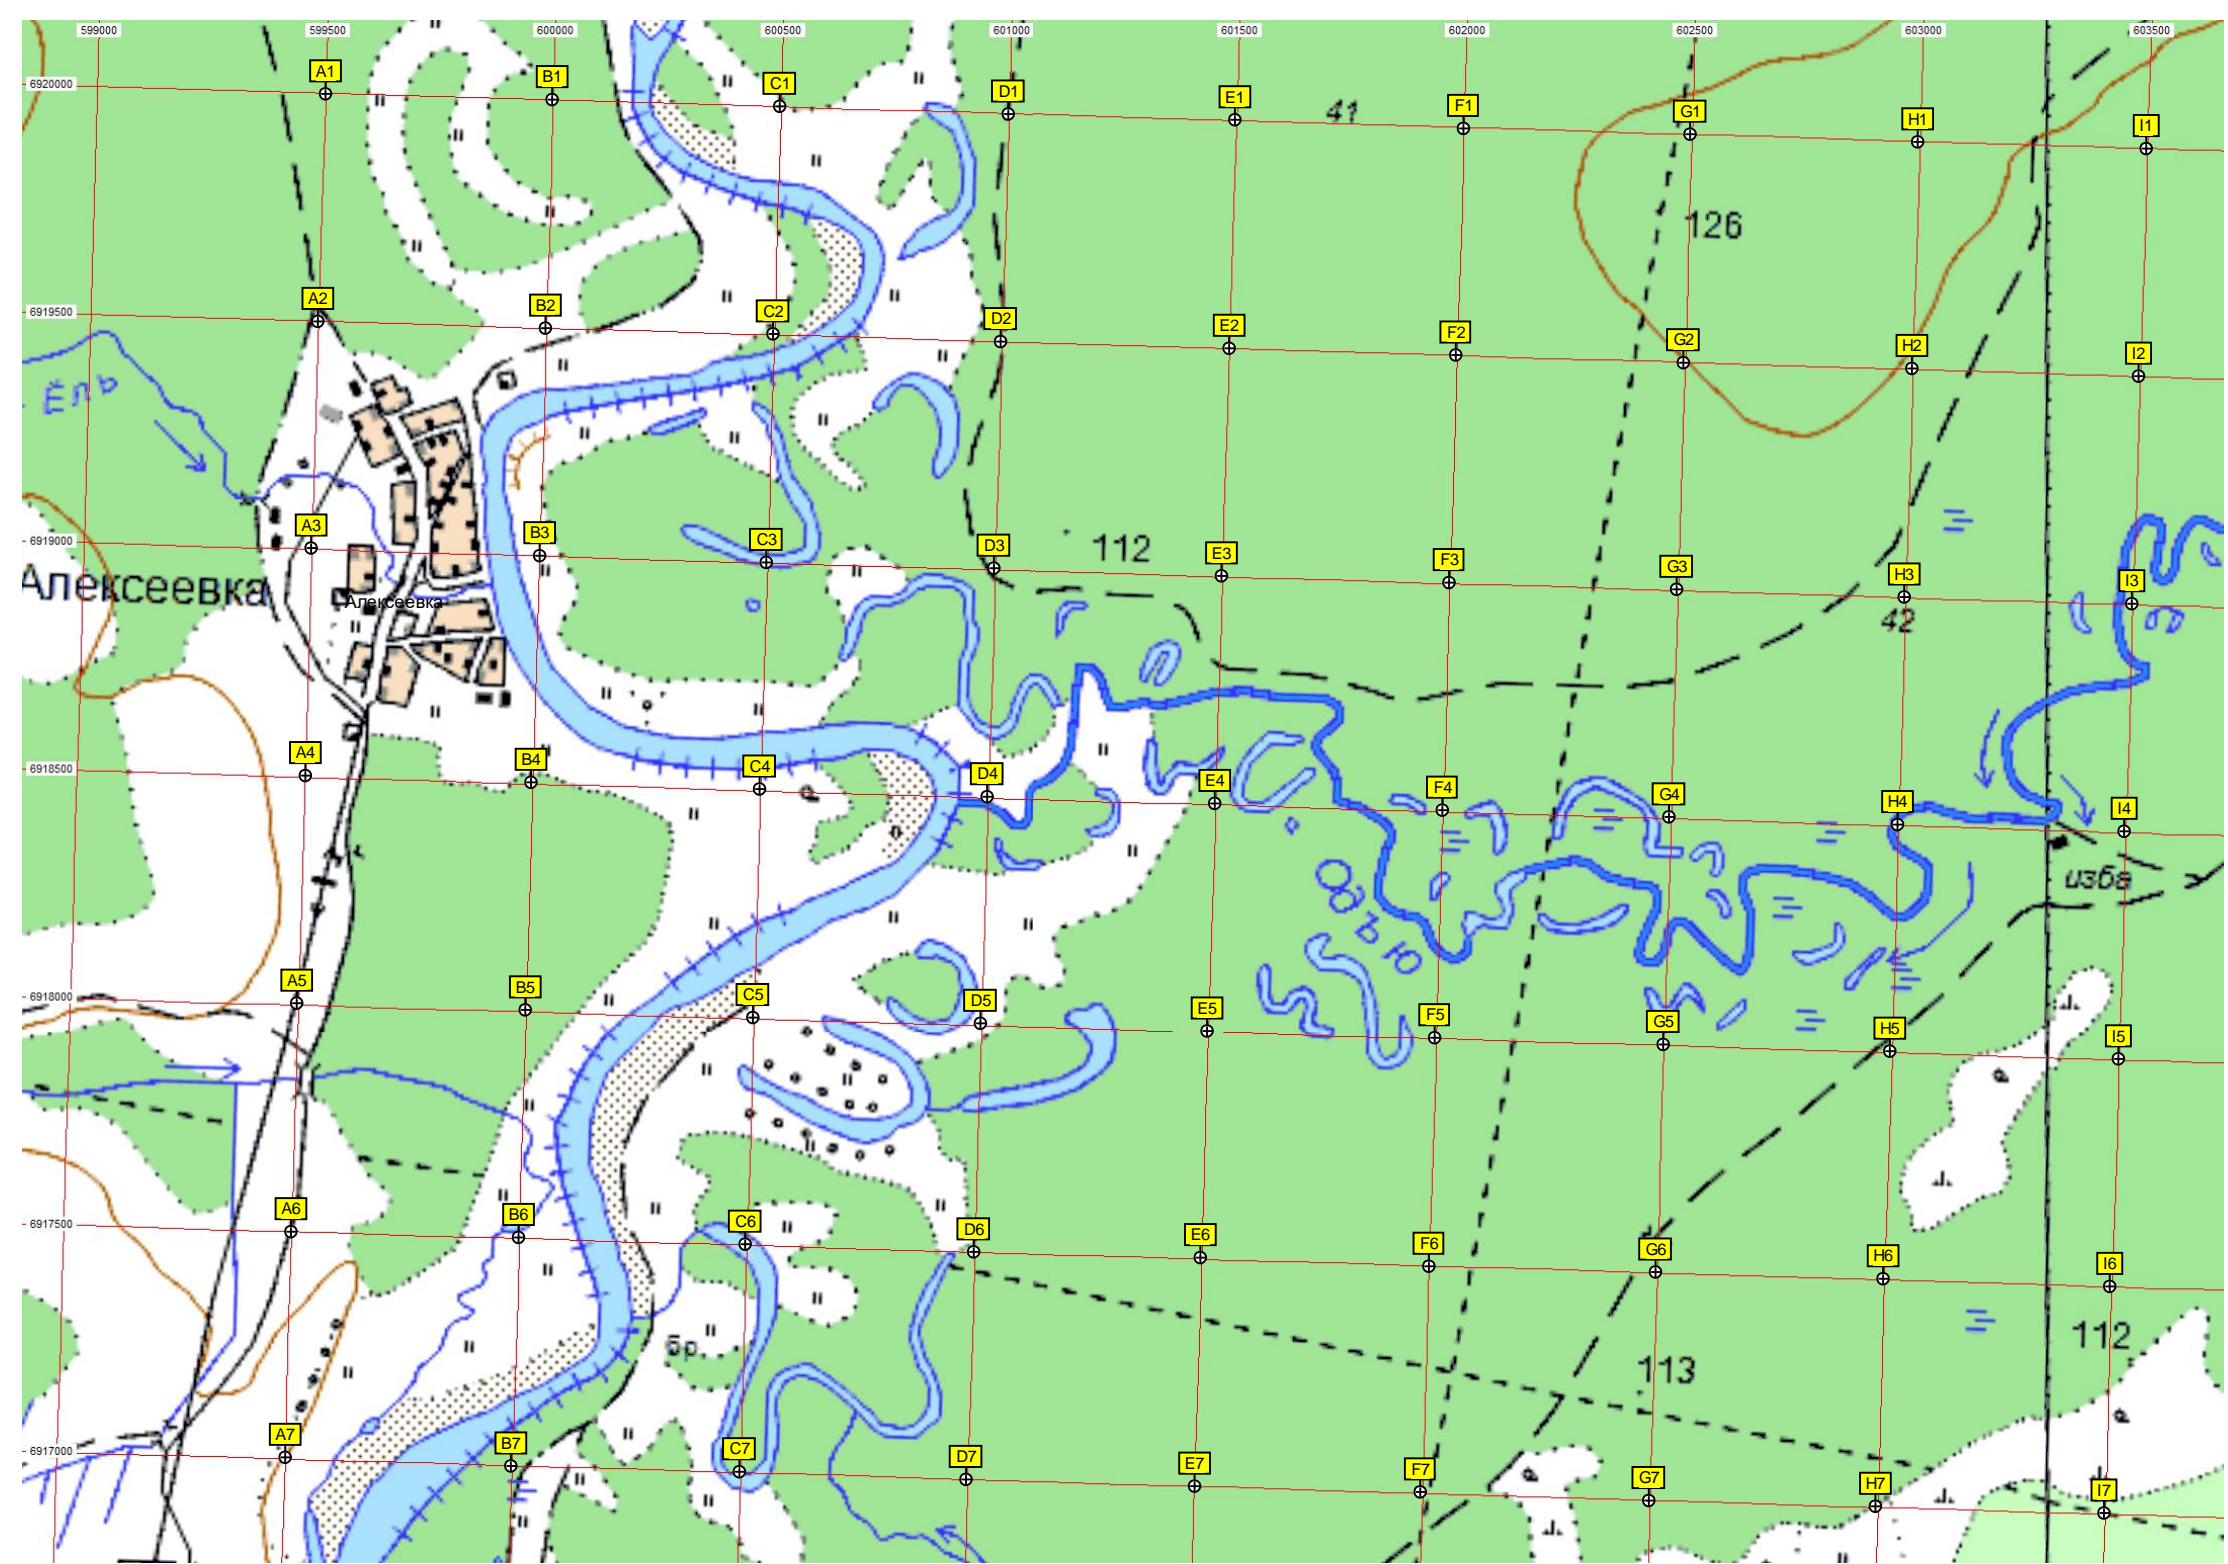 599000 599500 600000 600500 601000 601500 602000 602500 603000 603500
6920000 A1 B1 C1 D1 E1 41 F1 G1 H1 I1
126
6919500 A2 B2 C2 D2 E2 F2 G2 H2 I2
Ёль
6919000 A3 B3 C3 D3 112 E3 F3 G3 H3 I3
Алексеевка
Алексеевка
42
6918500 A4 B4 C4 D4 E4 F4 G4 H4 I4
изба
Объю
6918000 A5 B5 C5 D5 E5 F5 G5 H5 I5
6917500 A6 B6 C6 D6 E6 F6 G6 H6 I6
бр
113
112
6917000 A7 B7 C7 D7 E7 F7 G7 H7 I7